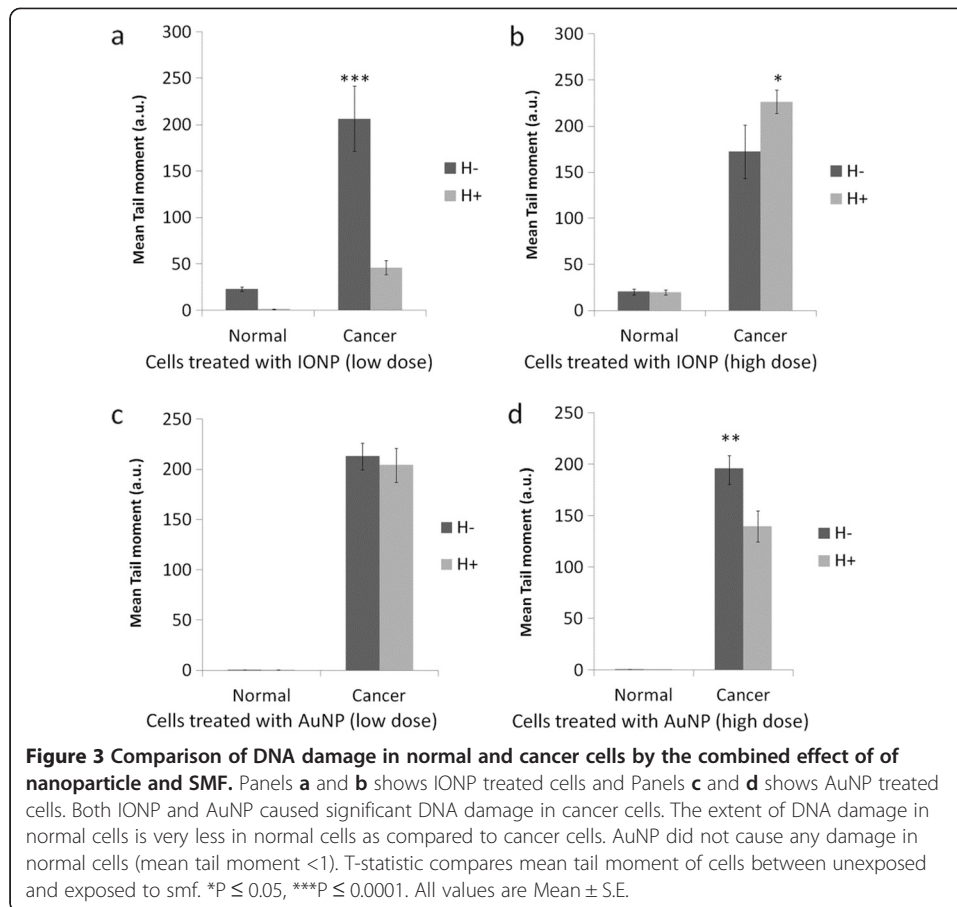 a
300
250
200
150
100
50
0
Mean Tail moment (a.u.)
***
H-
H+
Normal Cancer
Cells treated with IONP (low dose)
b
300
250
200
150
100
50
0
Mean Tail moment (a.u.)
*
H-
H+
Normal Cancer
Cells treated with IONP (high dose)
c
250
200
150
100
50
0
Mean Tail moment (a.u.)
H-
H+
Normal Cancer
Cells treated with AuNP (low dose)
d
250
200
150
100
50
0
Mean Tail moment (a.u.)
**
H-
H+
Normal Cancer
Cells treated with AuNP (high dose)
Figure 3 Comparison of DNA damage in normal and cancer cells by the combined effect of of
nanoparticle and SMF. Panels a and b shows IONP treated cells and Panels c and d shows AuNP treated
cells. Both IONP and AuNP caused significant DNA damage in cancer cells. The extent of DNA damage in
normal cells is very less in normal cells as compared to cancer cells. AuNP did not cause any damage in
normal cells (mean tail moment <1). T-statistic compares mean tail moment of cells between unexposed
and exposed to smf. *P ≤ 0.05, ***P ≤ 0.0001. All values are Mean ± S.E.